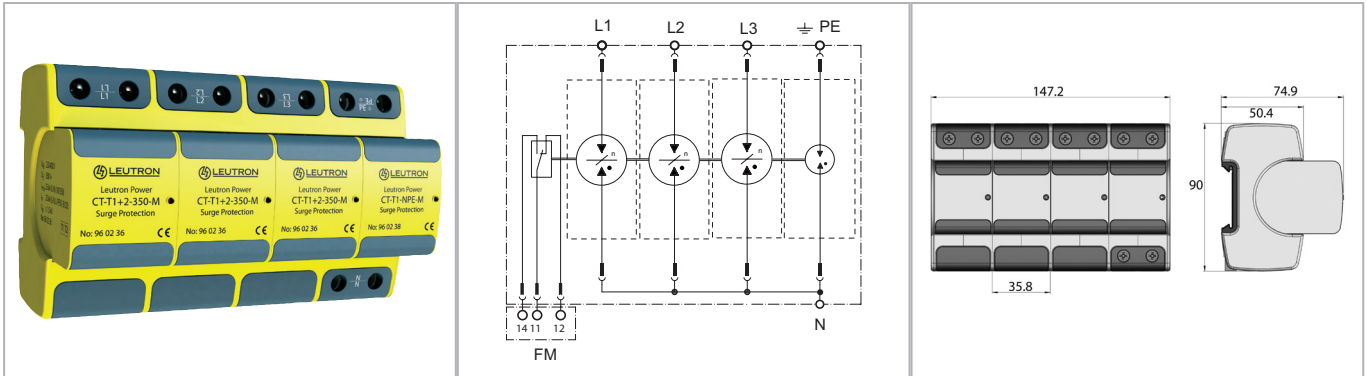 L1
L1
L2
L2
L3
L3
PE
PE
LEUTRON
Leutron Power
CT-T1+2-350-M
Surge Protection
No: 96 02 36
CE
LEUTRON
Leutron Power
CT-T1+2-350-M
Surge Protection
No: 96 02 36
CE
LEUTRON
Leutron Power
CT-T1+2-350-M
Surge Protection
No: 96 02 36
CE
LEUTRON
Leutron Power
CT-T1-NPE-M
Surge Protection
No: 96 02 38
CE
N
N
L1 L2 L3 PE
n n n
14 11 12
FM
N
147.2
74.9
50.4
90
35.8